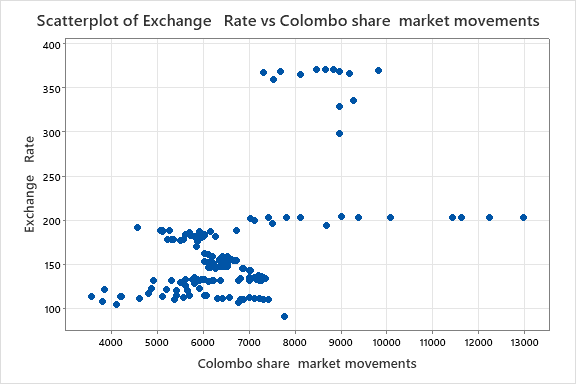 Scatterplot of Exchange Rate vs Colombo share market movements
400
350
300
250
200
150
100
Exchange Rate
4000 5000 6000 7000 8000 9000 10000 11000 12000 13000
Colombo share market movements